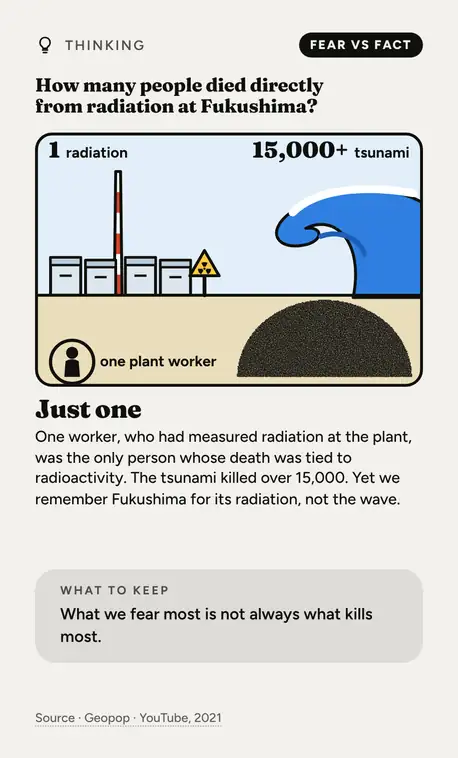 THINKING
FEAR VS FACT
How many people died directly
from radiation at Fukushima?
1 radiation
15,000+ tsunami
one plant worker
Just one
One worker, who had measured radiation at the plant,
was the only person whose death was tied to
radioactivity. The tsunami killed over 15,000. Yet we
remember Fukushima for its radiation, not the wave.
WHAT TO KEEP
What we fear most is not always what kills
most.
Source · Geopop · YouTube, 2021